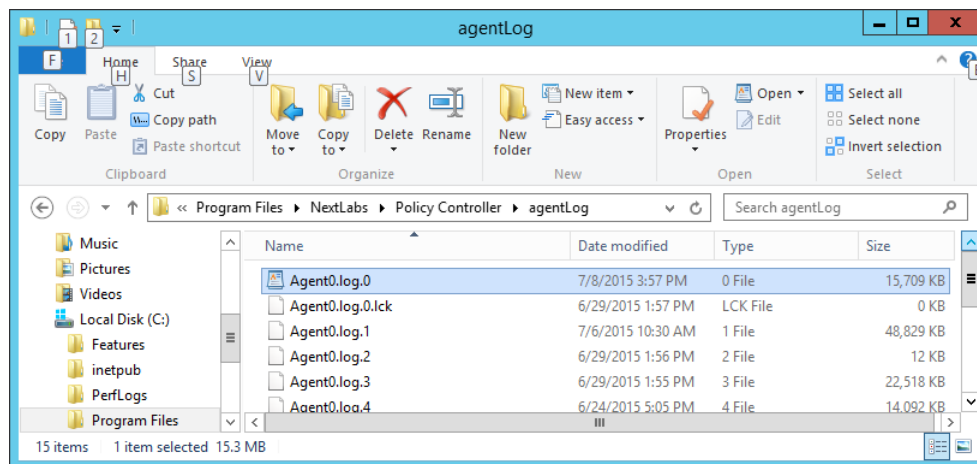 1 2 agentLog
F Home Share View
H S V
Copy Paste Cut Copy path Paste shortcut
Move to Copy to Delete Rename
New folder New item Easy access
Properties Open Edit
Select all Select none Invert selection
Clipboard Organize New Open Select
« Program Files NextLabs Policy Controller agentLog Search agentLog
Music
Pictures
Videos
Local Disk (C:)
Features
inetpub
PerfLogs
Program Files
Name Date modified Type Size
Agent0.log.0 7/8/2015 3:57 PM 0 File 15,709 KB
Agent0.log.0.lck 6/29/2015 1:57 PM LCK File 0 KB
Agent0.log.1 7/6/2015 10:30 AM 1 File 48,829 KB
Agent0.log.2 6/29/2015 1:56 PM 2 File 12 KB
Agent0.log.3 6/29/2015 1:55 PM 3 File 22,518 KB
Agent0.log.4 6/24/2015 5:05 PM 4 File 14,092 KB
15 items 1 item selected 15.3 MB